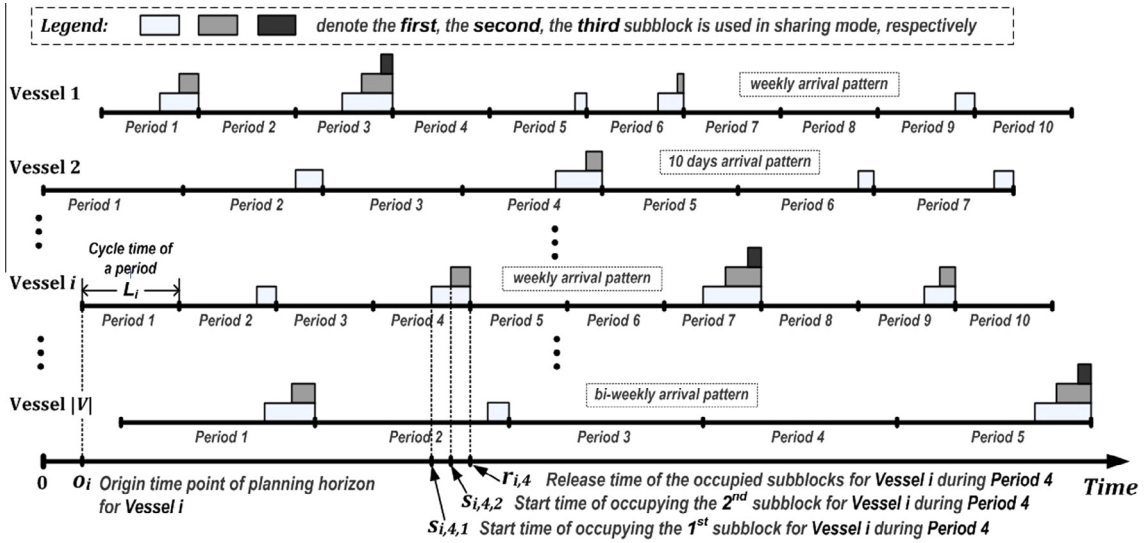 Legend: denote the first, the second, the third subblock is used in sharing mode, respectively
Vessel 1
weekly arrival pattern
Period 1 Period 2 Period 3 Period 4 Period 5 Period 6 Period 7 Period 8 Period 9 Period 10
Vessel 2
10 days arrival pattern
Period 1 Period 2 Period 3 Period 4 Period 5 Period 6 Period 7
Cycle time of
a period
Vessel i
L_i
weekly arrival pattern
Period 1 Period 2 Period 3 Period 4 Period 5 Period 6 Period 7 Period 8 Period 9 Period 10
Vessel |V|
bi-weekly arrival pattern
Period 1 Period 2 Period 3 Period 4 Period 5
0 o_i Origin time point of planning horizon
for Vessel i
r_{i,4} Release time of the occupied subblocks for Vessel i during Period 4
Time
s_{i,4,2} Start time of occupying the 2nd subblock for Vessel i during Period 4
s_{i,4,1} Start time of occupying the 1st subblock for Vessel i during Period 4